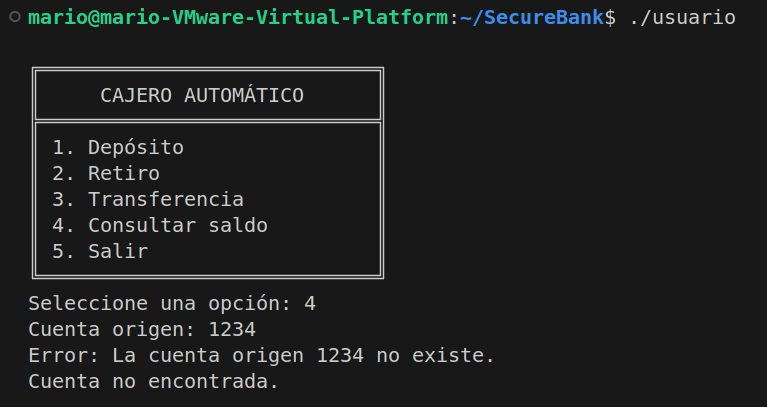 mario@mario-VMware-Virtual-Platform:~/SecureBank$ ./usuario
CAJERO AUTOMÁTICO
1. Depósito
2. Retiro
3. Transferencia
4. Consultar saldo
5. Salir
Seleccione una opción: 4
Cuenta origen: 1234
Error: La cuenta origen 1234 no existe.
Cuenta no encontrada.